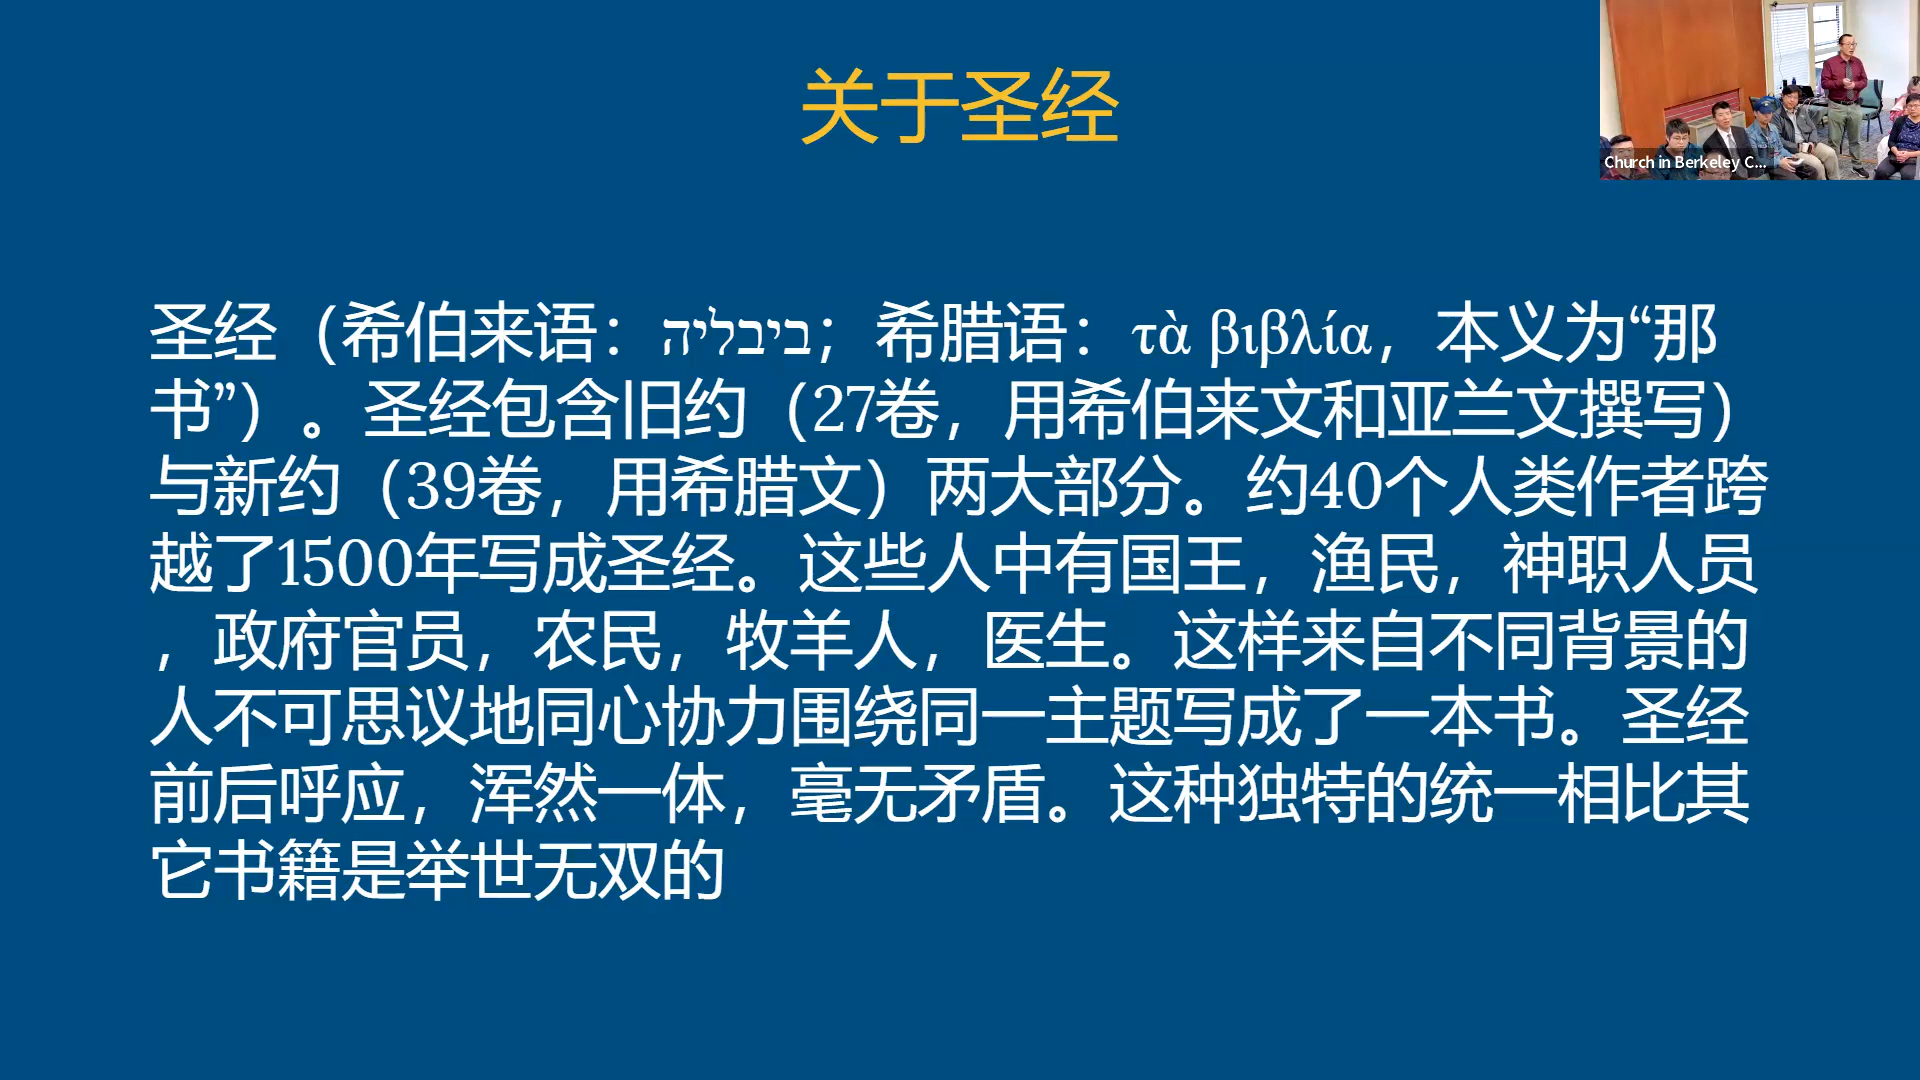 关于圣经
Church in Berkeley C...
圣经（希伯来语：ביבליה；希腊语：τὰ βιβλία，本义为“那
书”）。圣经包含旧约（27卷，用希伯来文和亚兰文撰写）
与新约（39卷，用希腊文）两大部分。约40个人类作者跨
越了1500年写成圣经。这些人中有国王，渔民，神职人员
，政府官员，农民，牧羊人，医生。这样来自不同背景的
人不可思议地同心协力围绕同一主题写成了一本书。圣经
前后呼应，浑然一体，毫无矛盾。这种独特的统一相比其
它书籍是举世无双的